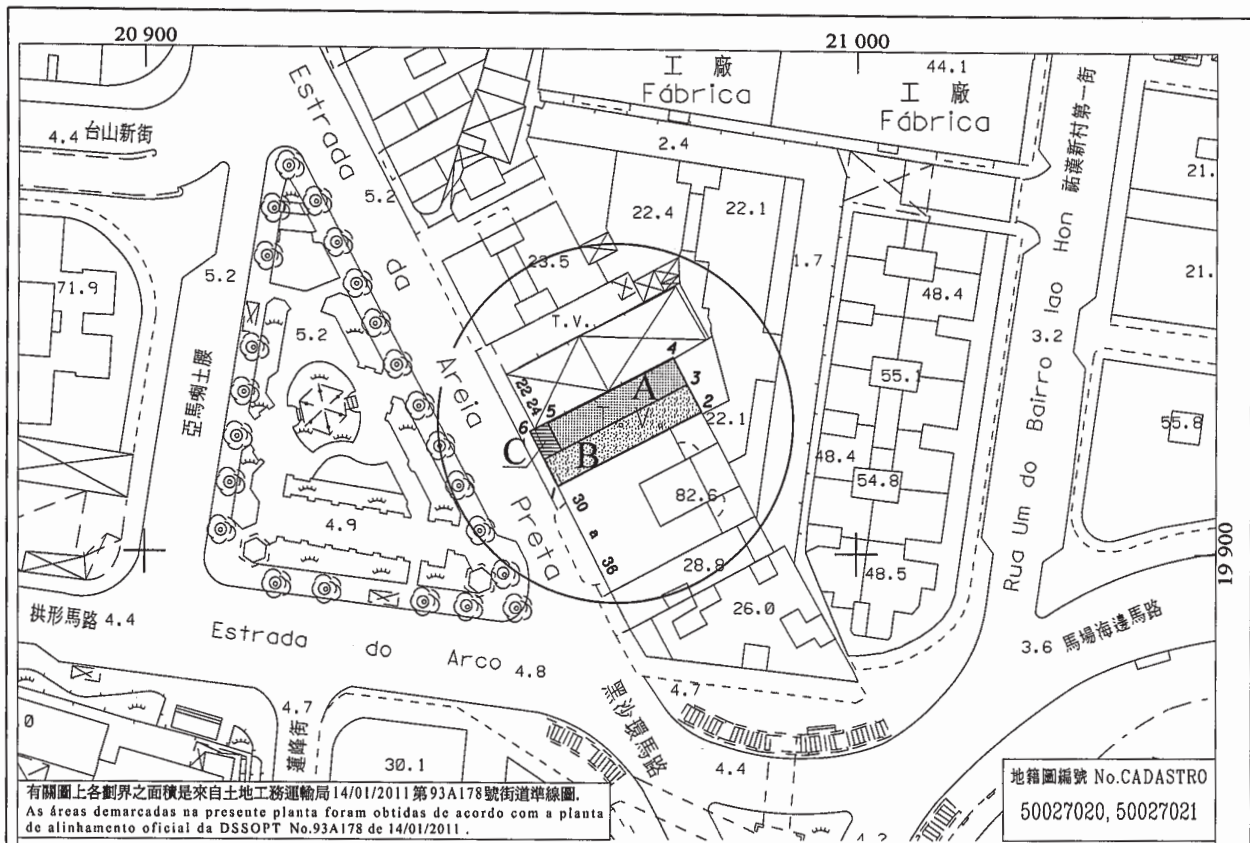 20 900
21 000
工 廠
Fábrica
工 廠
Fábrica
44.1
4.4 台山新街
Estrada da Areia Preta
2.4
祐漢新村第一街
21.
5.2
22.4
22.1
5.2
23.5
1.7
48.4
21.
71.9
5.2
T.V.
3.2
亞馬喇土腰
4
3
2
22 24
5
6
A
T. V.
B
C
22.1
55.1
55.8
48.4
54.8
Rua Um do Bairro Iao Hon
1
30 a 36
82.6
4.9
28.8
48.5
19 900
26.0
拱形馬路 4.4
Estrada do Arco 4.8
3.6 馬場海邊馬路
4.7
4.7
黑沙環馬路
蓮峰街
.0
30.1
4.4
4.2
有關圖上各劃界之面積是來自土地工務運輸局14/01/2011第93A178號街道準線圖.
As áreas demarcadas na presente planta foram obtidas de acordo com a planta
de alinhamento oficial da DSSOPT No.93A178 de 14/01/2011 .
地籍圖編號 No.CADASTRO
50027020, 50027021